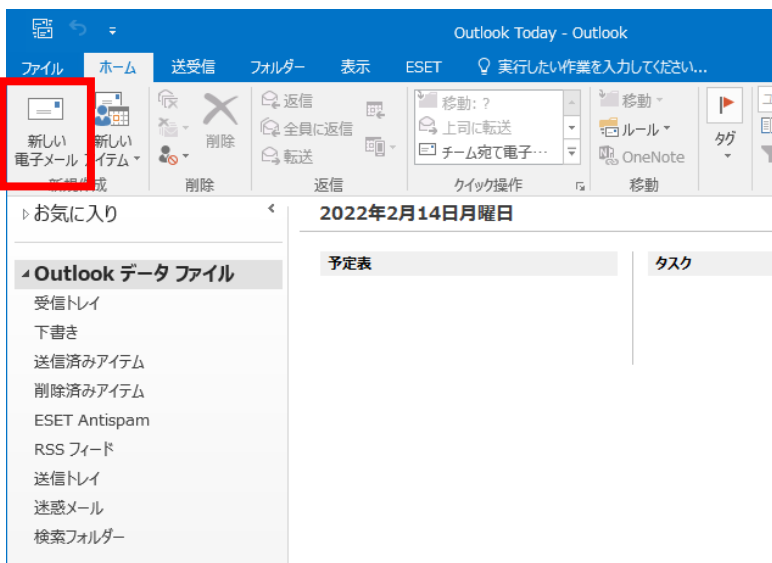 Outlook Today - Outlook
ファイル ホーム 送受信 フォルダー 表示 ESET 実行したい作業を入力してください...
新しい
電子メール
新しい
アイテム
新規作成
削除
削除
返信
全員に返信
転送
返信
移動: ?
上司に転送
チーム宛て電子…
クイック操作
移動
ルール
OneNote
移動
タグ
お気に入り
Outlook データ ファイル
受信トレイ
下書き
送信済みアイテム
削除済みアイテム
ESET Antispam
RSS フィード
送信トレイ
迷惑メール
検索フォルダー
2022年2月14日月曜日
予定表
タスク